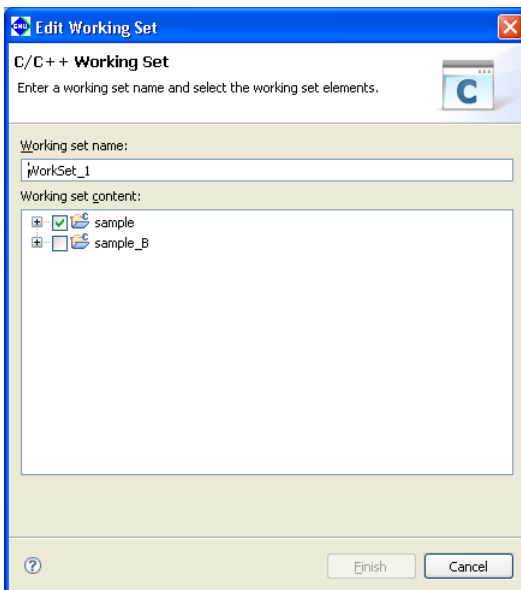 GNU Edit Working Set
C/C++ Working Set
Enter a working set name and select the working set elements.
C
Working set name:
WorkSet_1
Working set content:
sample
sample_B
Finish
Cancel